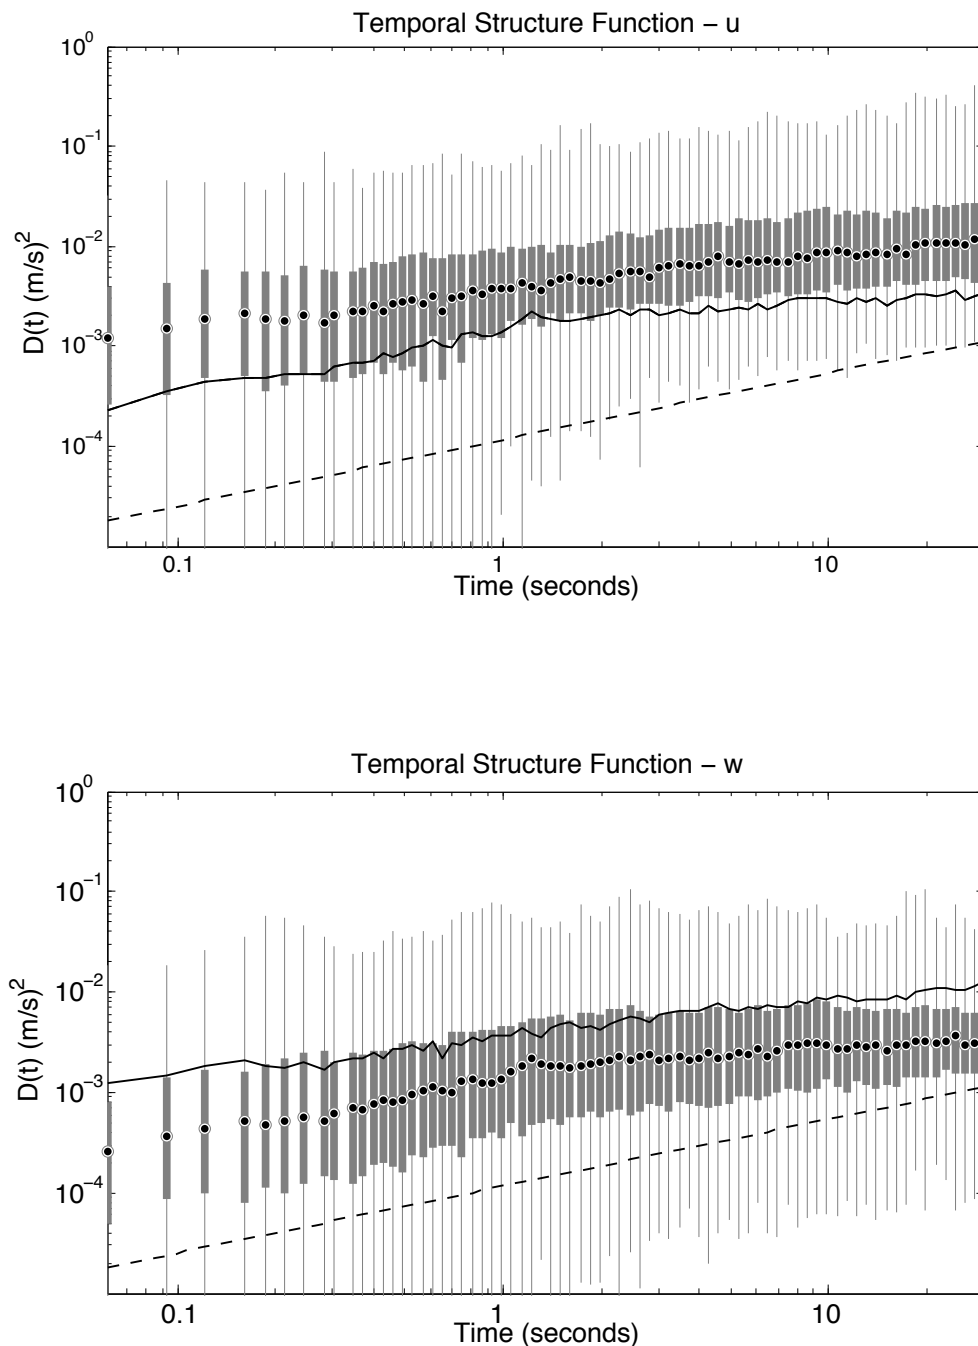 Temporal Structure Function − u
10^0
10^−1
10^−2
10^−3
10^−4
D(t) (m/s)^2
0.1 1 10
Time (seconds)
Temporal Structure Function − w
10^0
10^−1
10^−2
10^−3
10^−4
D(t) (m/s)^2
0.1 1 10
Time (seconds)